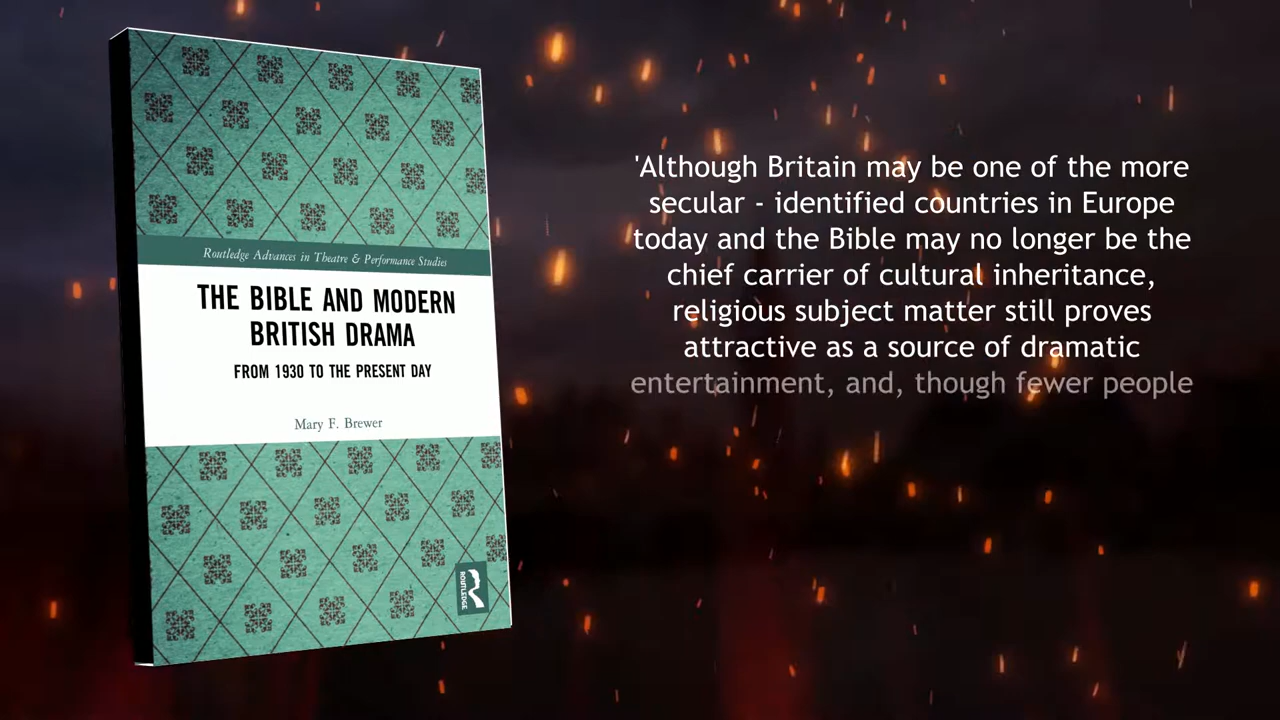 Routledge Advances in Theatre & Performance Studies
THE BIBLE AND MODERN
BRITISH DRAMA
FROM 1930 TO THE PRESENT DAY
Mary F. Brewer
ROUTLEDGE
'Although Britain may be one of the more
secular - identified countries in Europe
today and the Bible may no longer be the
chief carrier of cultural inheritance,
religious subject matter still proves
attractive as a source of dramatic
entertainment, and, though fewer people